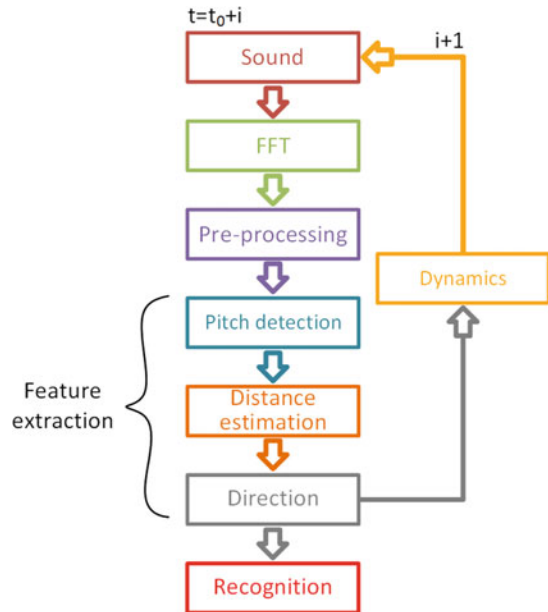 t=t₀+i
i+1
Sound
FFT
Pre-processing
Dynamics
Pitch detection
Feature
extraction
Distance
estimation
Direction
Recognition